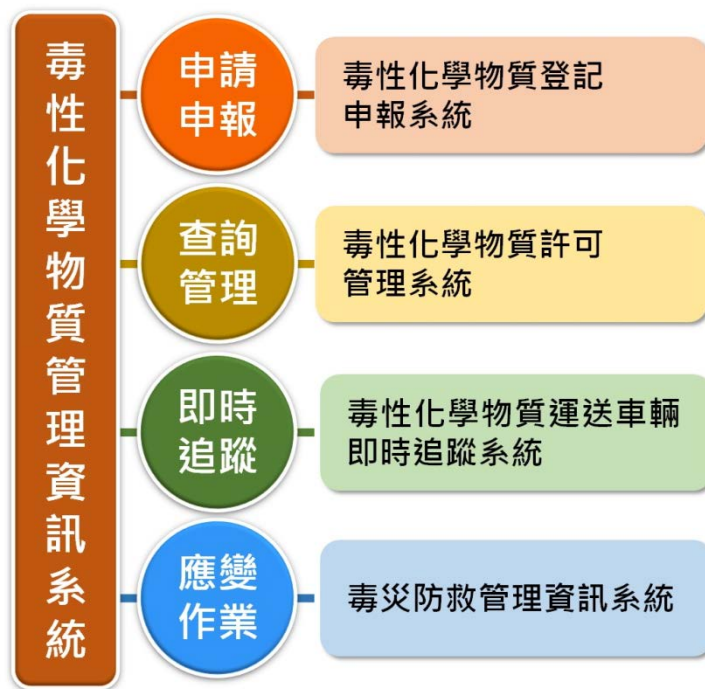 毒性化學物質管理資訊系統
申請
申報
毒性化學物質登記
申報系統
查詢
管理
毒性化學物質許可
管理系統
即時
追蹤
毒性化學物質運送車輛
即時追蹤系統
應變
作業
毒災防救管理資訊系統